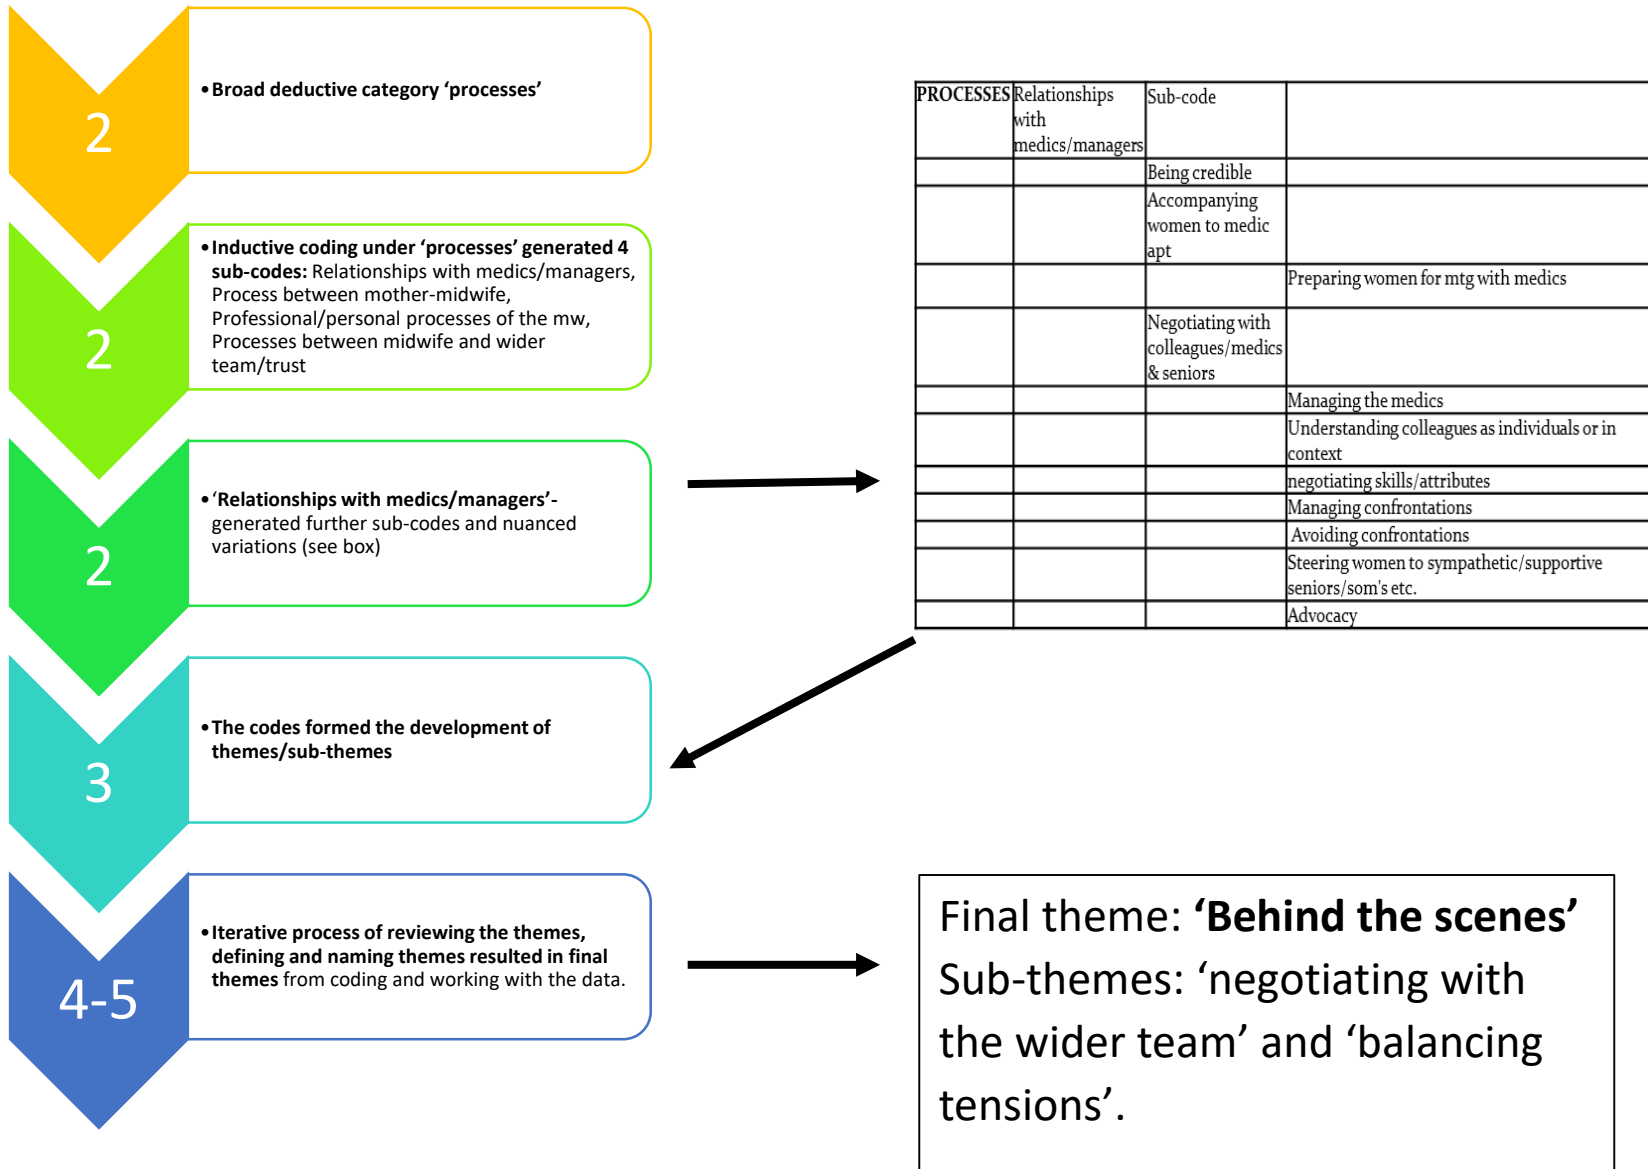 2
•Broad deductive category ‘processes’
2
•Inductive coding under ‘processes’ generated 4
sub-codes: Relationships with medics/managers,
Process between mother-midwife,
Professional/personal processes of the mw,
Processes between midwife and wider
team/trust
2
•‘Relationships with medics/managers’-
generated further sub-codes and nuanced
variations (see box)
3
•The codes formed the development of
themes/sub-themes
4-5
•Iterative process of reviewing the themes,
defining and naming themes resulted in final
themes from coding and working with the data.
PROCESSES
Relationships
with
medics/managers
Sub-code
Being credible
Accompanying
women to medic
apt
Preparing women for mtg with medics
Negotiating with
colleagues/medics
& seniors
Managing the medics
Understanding colleagues as individuals or in
context
negotiating skills/attributes
Managing confrontations
Avoiding confrontations
Steering women to sympathetic/supportive
seniors/som's etc.
Advocacy
Final theme: ‘Behind the scenes’
Sub-themes: ‘negotiating with
the wider team’ and ‘balancing
tensions’.